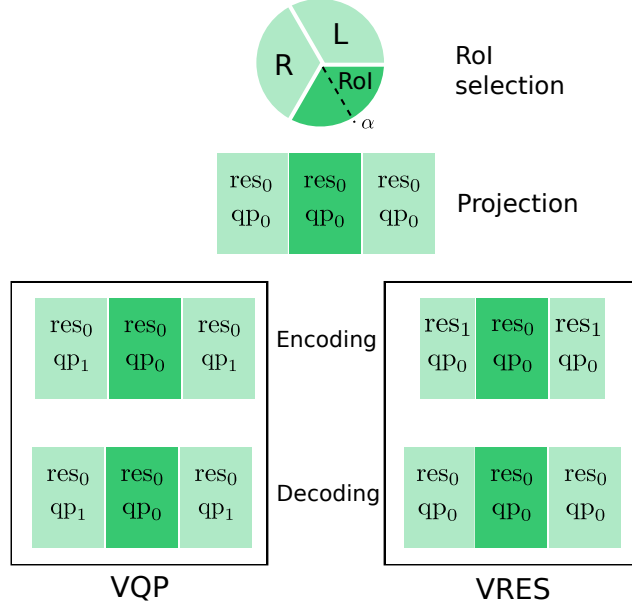 L
R
RoI
α
RoI
selection
res₀ res₀ res₀
qp₀ qp₀ qp₀
Projection
res₀ res₀ res₀
qp₁ qp₀ qp₁
Encoding
res₁ res₀ res₁
qp₀ qp₀ qp₀
res₀ res₀ res₀
qp₁ qp₀ qp₁
Decoding
res₀ res₀ res₀
qp₀ qp₀ qp₀
VQP
VRES